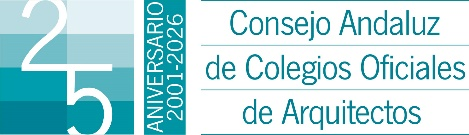 25
ANIVERSARIO
2001-2026
Consejo Andaluz
de Colegios Oficiales
de Arquitectos